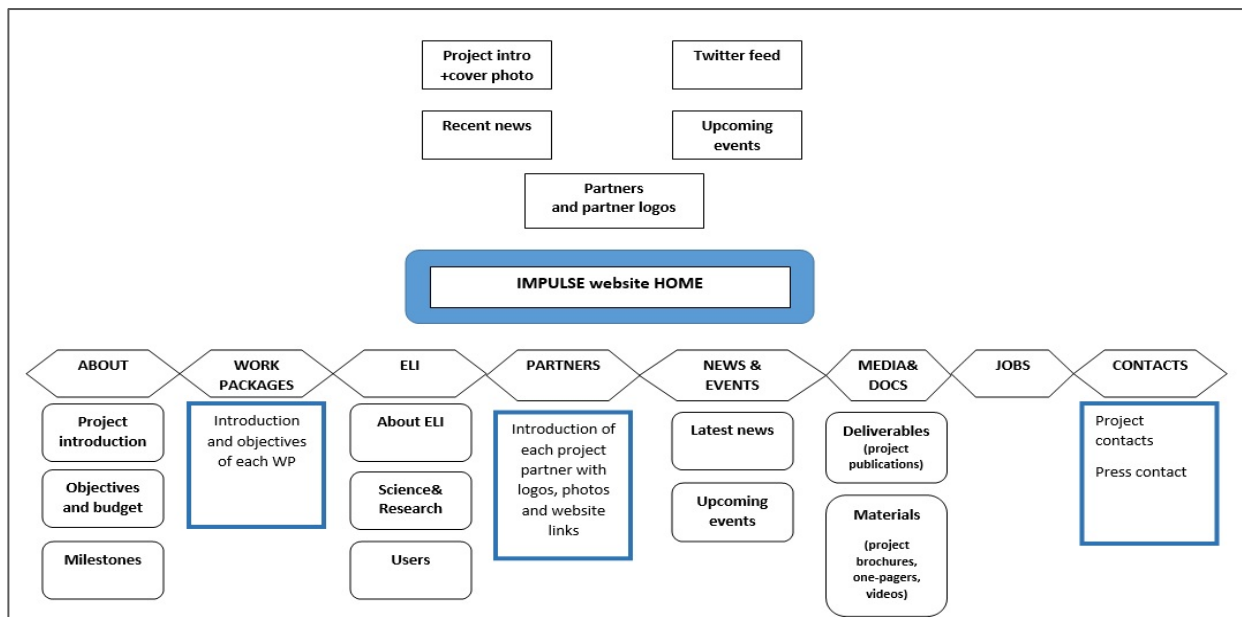 Project intro
+cover photo
Twitter feed
Recent news
Upcoming
events
Partners
and partner logos
IMPULSE website HOME
ABOUT
WORK
PACKAGES
ELI
PARTNERS
NEWS &
EVENTS
MEDIA&
DOCS
JOBS
CONTACTS
Project
introduction
Objectives
and budget
Milestones
Introduction
and objectives
of each WP
About ELI
Science&
Research
Users
Introduction of
each project
partner with
logos, photos
and website
links
Latest news
Upcoming
events
Deliverables
(project
publications)
Materials
(project
brochures,
one-pagers,
videos)
Project
contacts
Press contact